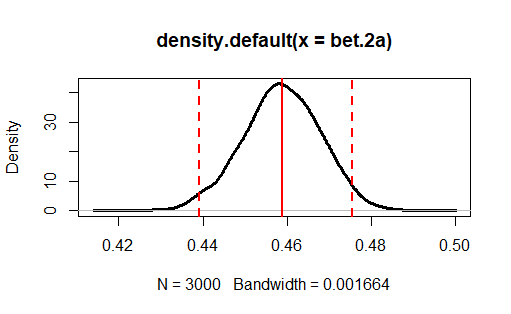 density.default(x = bet.2a)
Density
30
10
0
0.42 0.44 0.46 0.48 0.50
N = 3000 Bandwidth = 0.001664